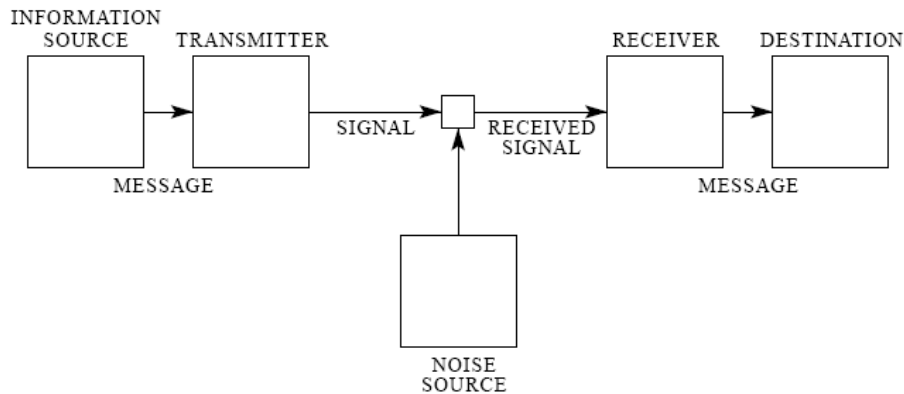 INFORMATION
SOURCE
TRANSMITTER
RECEIVER
DESTINATION
SIGNAL
RECEIVED
SIGNAL
MESSAGE
MESSAGE
NOISE
SOURCE